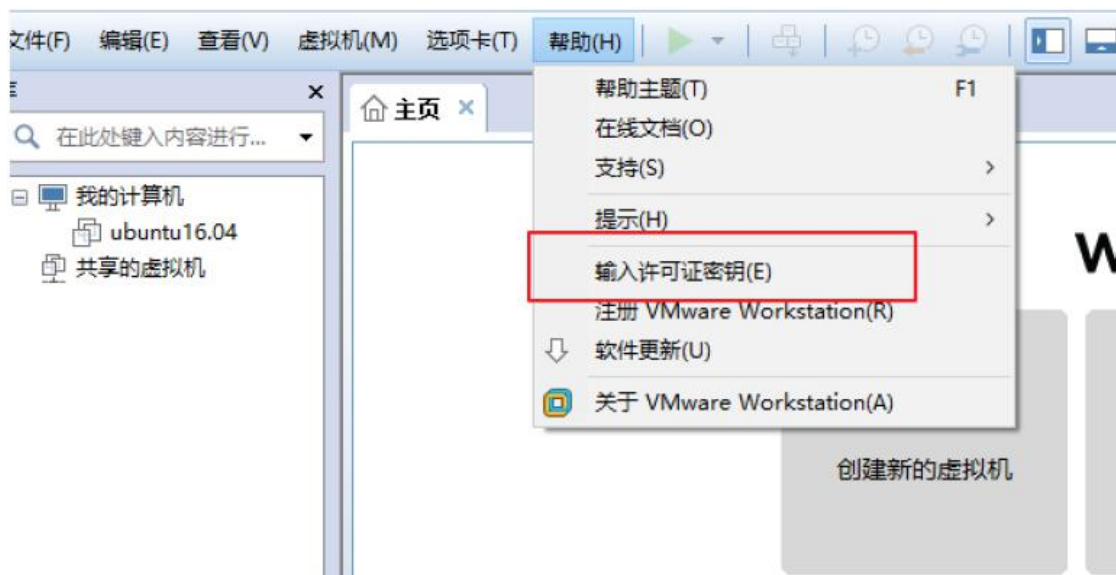 文件(F) 编辑(E) 查看(V) 虚拟机(M) 选项卡(T) 帮助(H)
主页
在此处键入内容进行...
我的计算机
ubuntu16.04
共享的虚拟机
帮助主题(T) F1
在线文档(O)
支持(S)
提示(H)
输入许可证密钥(E)
注册 VMware Workstation(R)
软件更新(U)
关于 VMware Workstation(A)
W
创建新的虚拟机